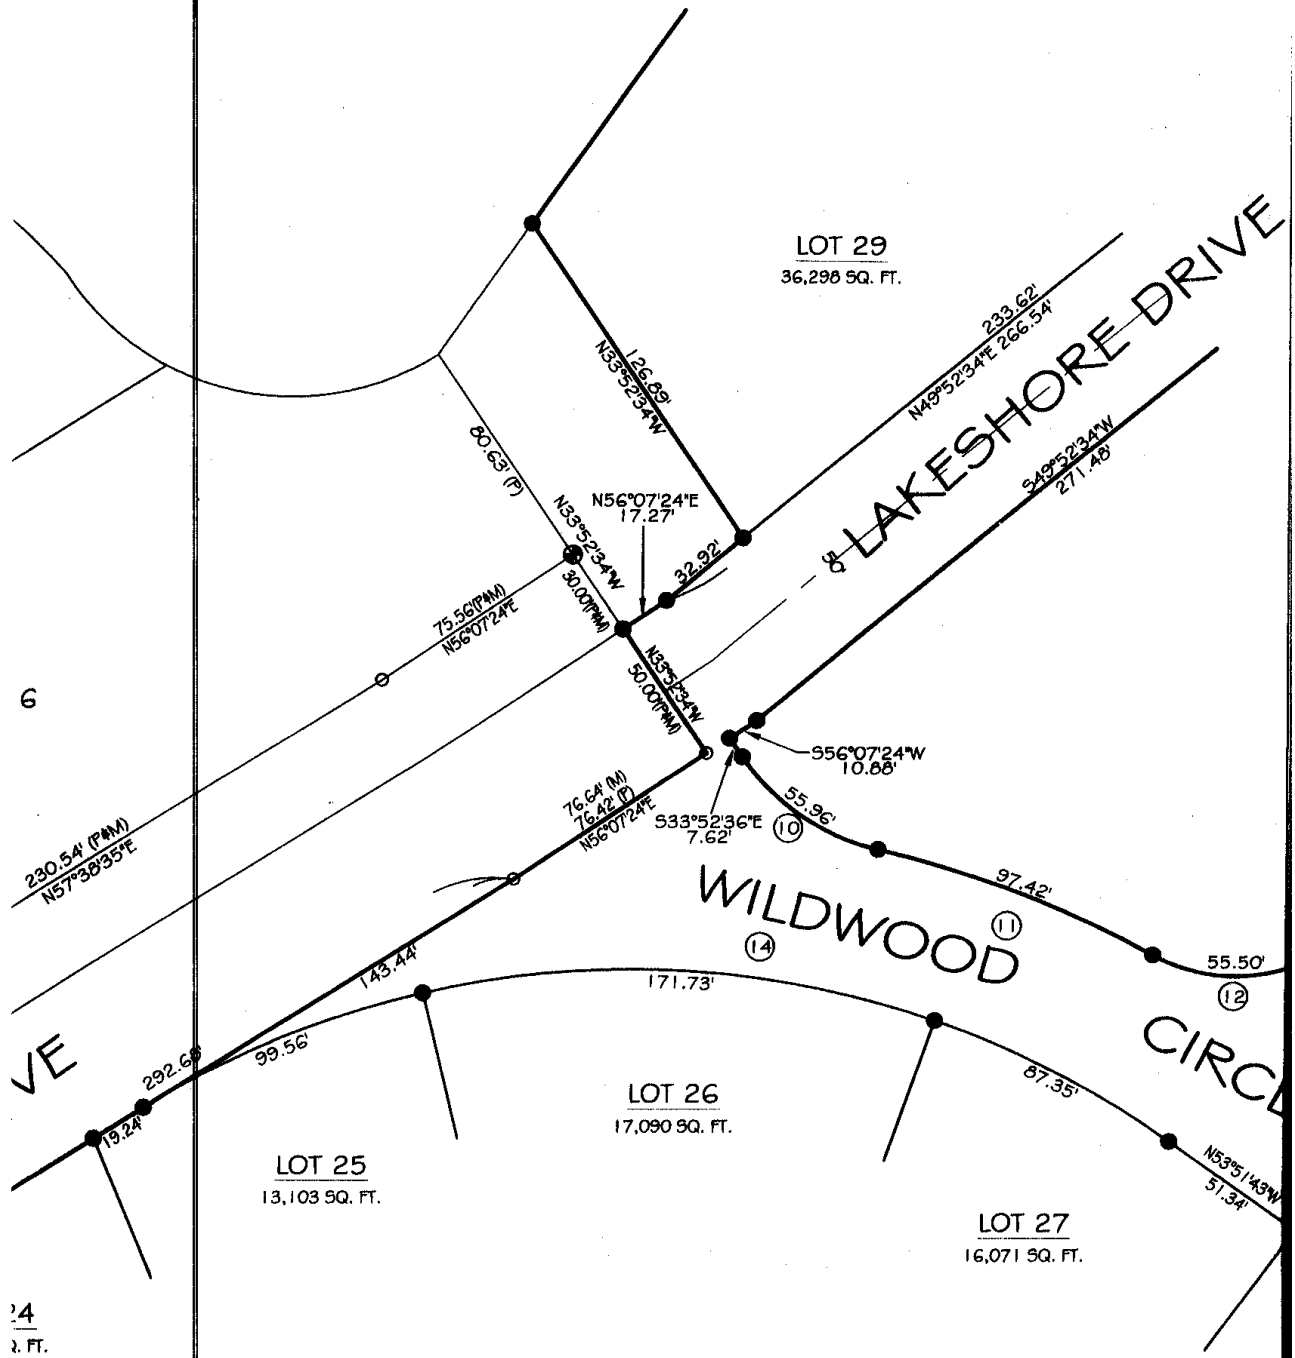 LOT 29
36,298 SQ. FT.
LAKESHORE DRIVE
233.62'
N49°52'34"E 266.54'
126.89'
N33°52'34"W
S49°52'34"W
271.48'
80.63' (P)
N56°07'24"E
17.27'
N33°52'34"W
30.00'(P&M)
32.92'
50'
75.56'(P&M)
N56°07'24"E
N33°52'34"W
50.00'(P&M)
6
S56°07'24"W
10.88'
76.64' (M)
76.42' (P)
N56°07'24"E
S33°52'36"E
7.62'
55.96'
10
230.54' (P&M)
N57°38'35"E
97.42'
11
WILDWOOD
14
143.44'
171.73'
55.50'
12
CIRCL
VE
292.68'
99.56'
19.24'
87.35'
LOT 26
17,090 SQ. FT.
LOT 25
13,103 SQ. FT.
N53°51'43"W
51.34'
LOT 27
16,071 SQ. FT.
24
Q. FT.